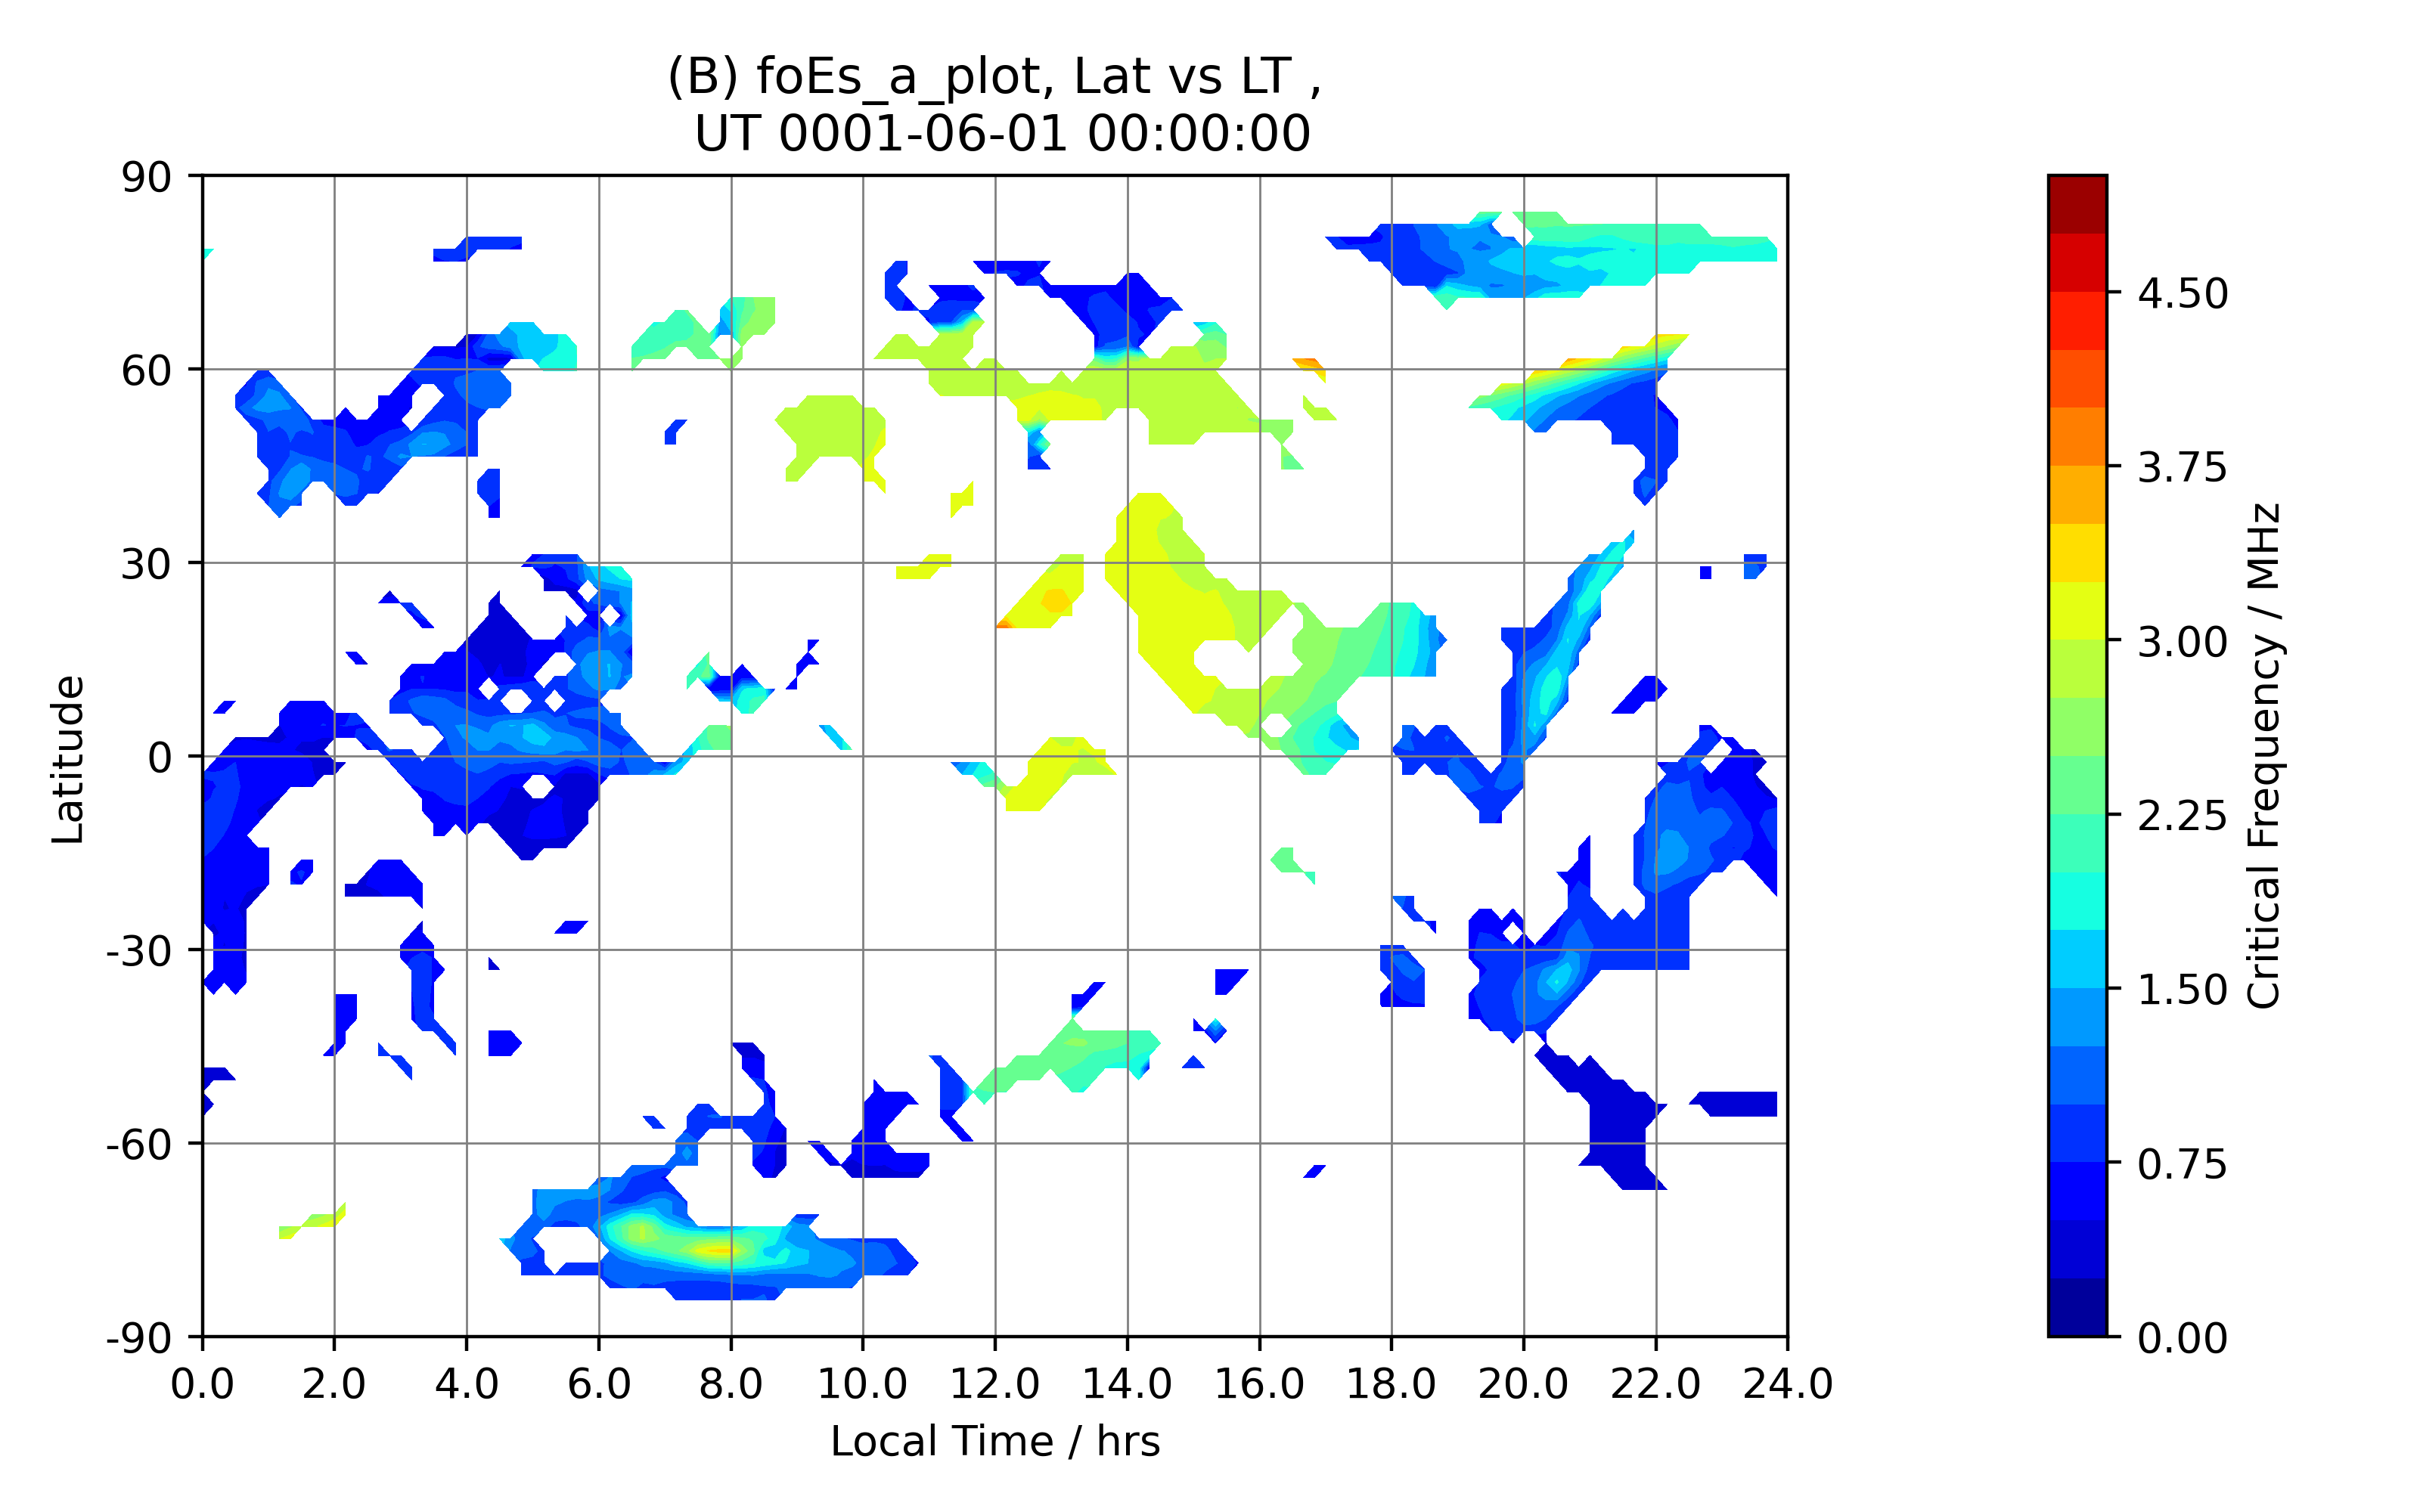 (B) foEs_a_plot, Lat vs LT ,
UT 0001-06-01 00:00:00
90
60
30
0
-30
-60
-90
Latitude
0.0 2.0 4.0 6.0 8.0 10.0 12.0 14.0 16.0 18.0 20.0 22.0 24.0
Local Time / hrs
4.50
3.75
3.00
2.25
1.50
0.75
0.00
Critical Frequency / MHz